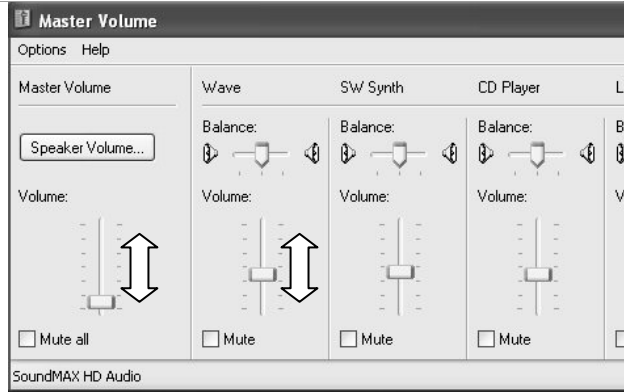 Master Volume
Options Help
Master Volume Wave SW Synth CD Player L
Balance: Balance: Balance: B
Speaker Volume...
Volume: Volume: Volume: Volume: V
Mute all Mute Mute Mute
SoundMAX HD Audio